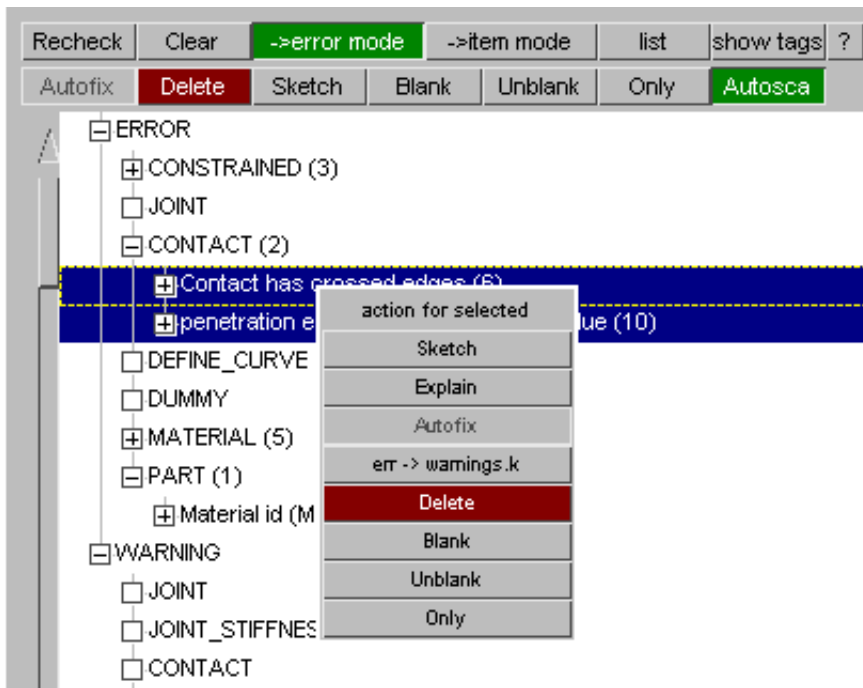 Recheck Clear ->error mode ->item mode list show tags ?
Autofix Delete Sketch Blank Unblank Only Autosca
ERROR
CONSTRAINED (3)
JOINT
CONTACT (2)
Contact has crossed edges (6)
penetration e lue (10)
DEFINE_CURVE
DUMMY
MATERIAL (5)
PART (1)
Material id (M
WARNING
JOINT
JOINT_STIFFNES
CONTACT
action for selected
Sketch
Explain
Autofix
err -> warnings.k
Delete
Blank
Unblank
Only